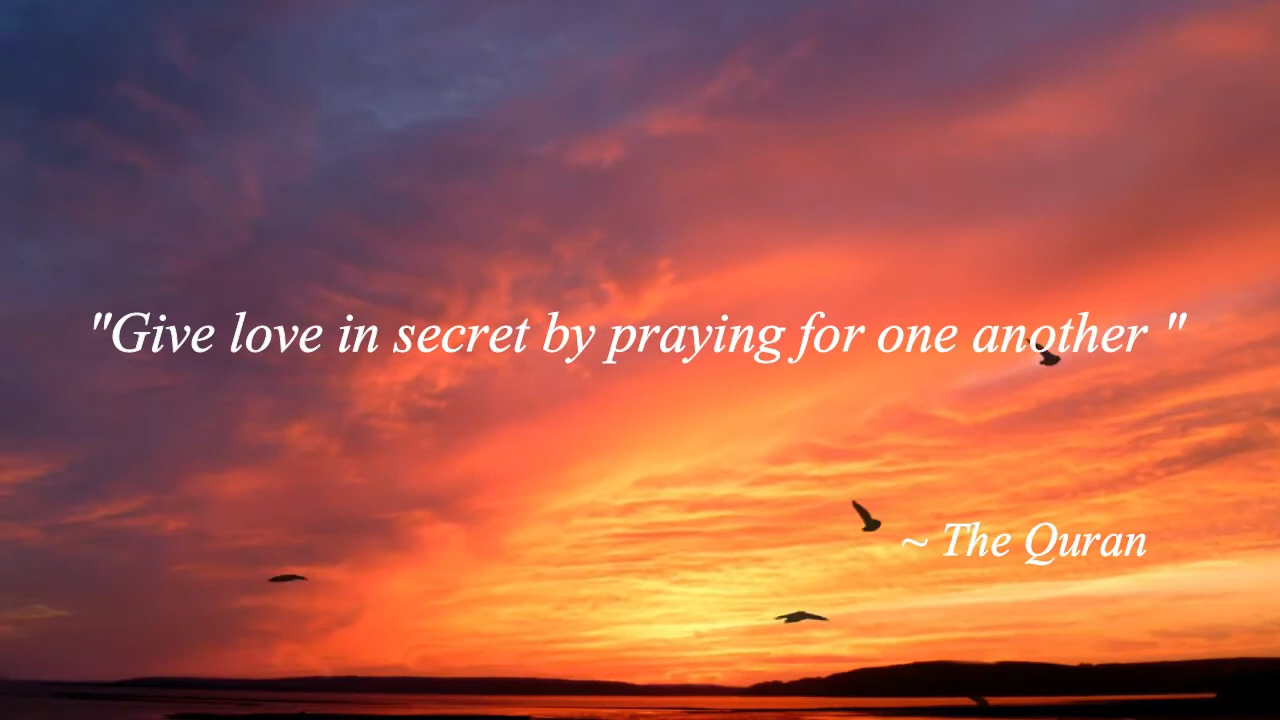 "Give love in secret by praying for one another "
~ The Quran